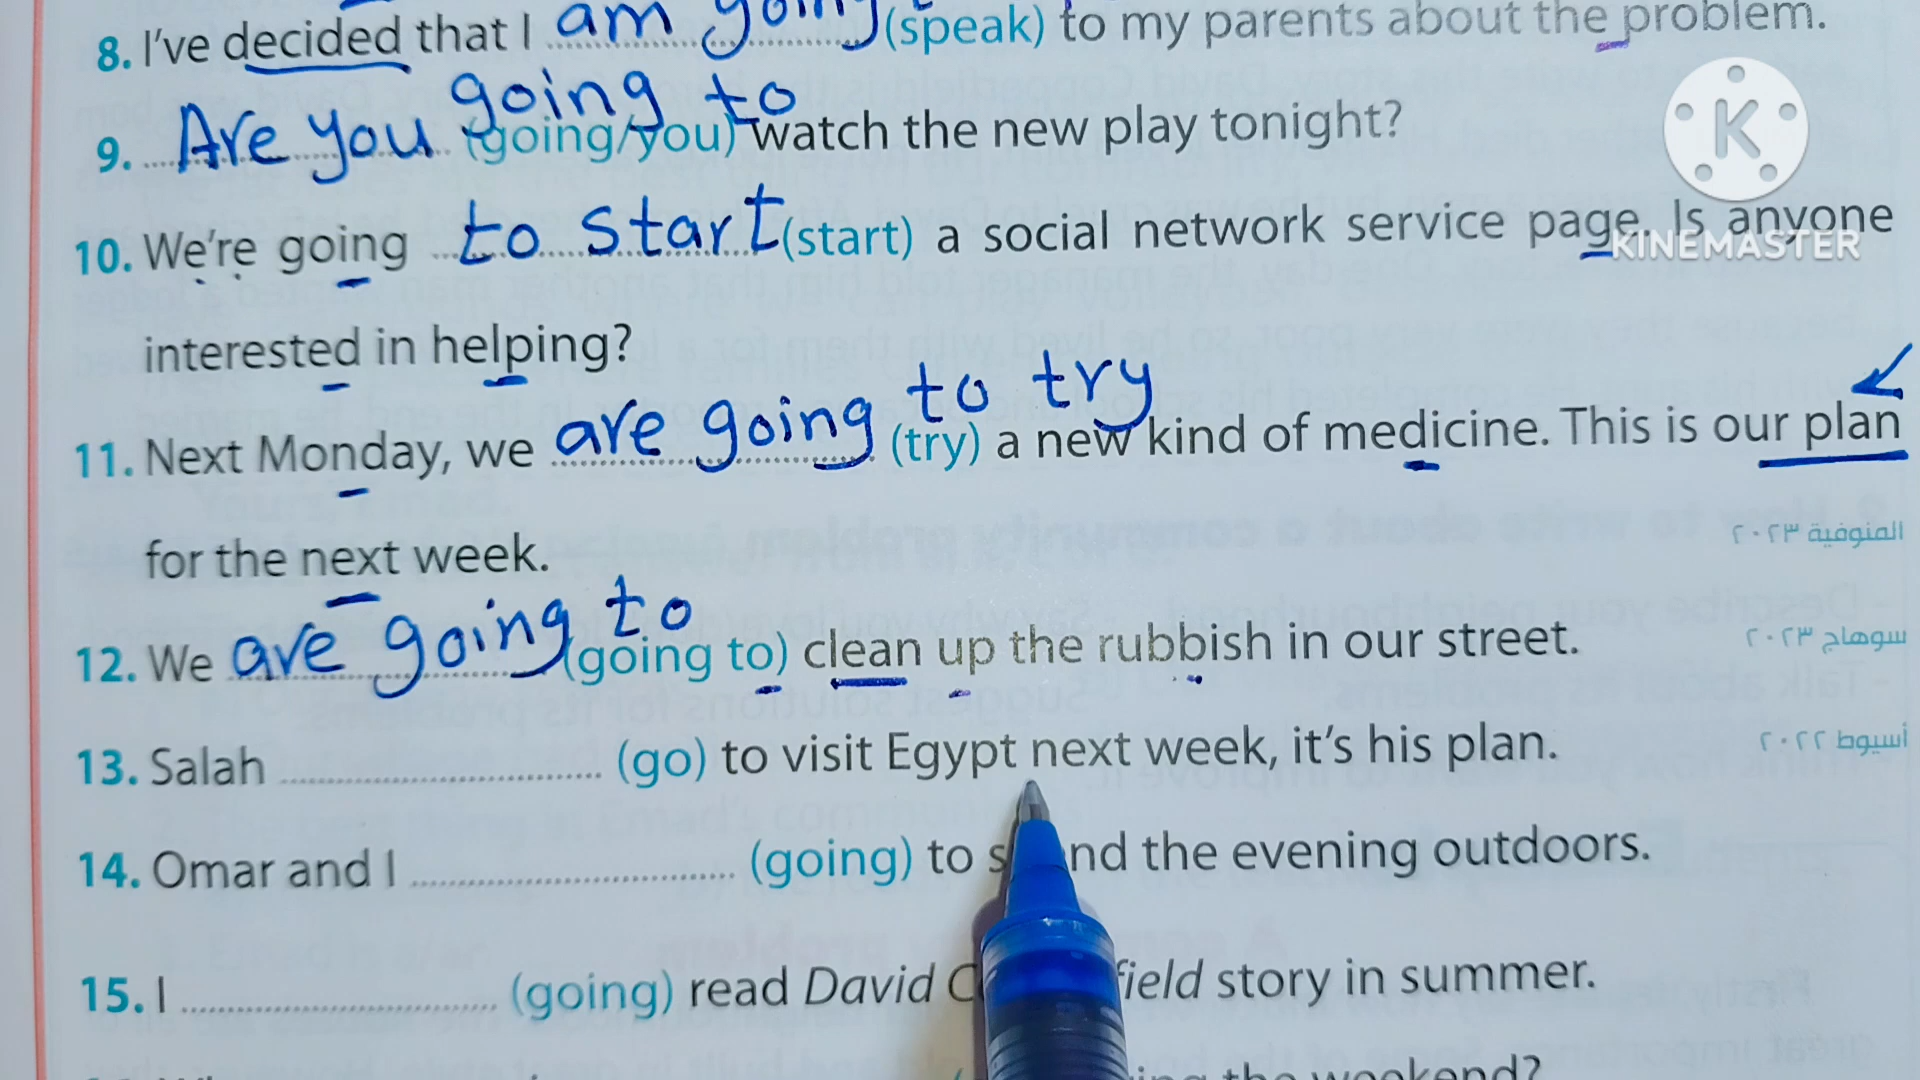 8. I've decided that I am going (speak) to my parents about the problem.
going to
9. Are you (going/you) watch the new play tonight?
10. We're going to start (start) a social network service page. Is anyone
K
KINEMASTER
interested in helping?
to try
11. Next Monday, we are going (try) a new kind of medicine. This is our plan
for the next week. المنوفية ٢٠٢٣
to
12. We are going (going to) clean up the rubbish in our street. سوهاج ٢٠٢٣
13. Salah ................ (go) to visit Egypt next week, it's his plan. أسيوط ٢٠٢٢
14. Omar and I ................ (going) to s nd the evening outdoors.
15. I ................ (going) read David C field story in summer.
the weekend?